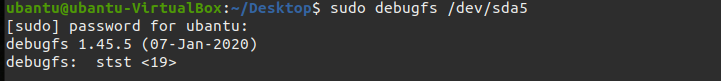 ubantu@ubantu-VirtualBox:~/Desktop$ sudo debugfs /dev/sda5
[sudo] password for ubantu:
debugfs 1.45.5 (07-Jan-2020)
debugfs:  stst <19>